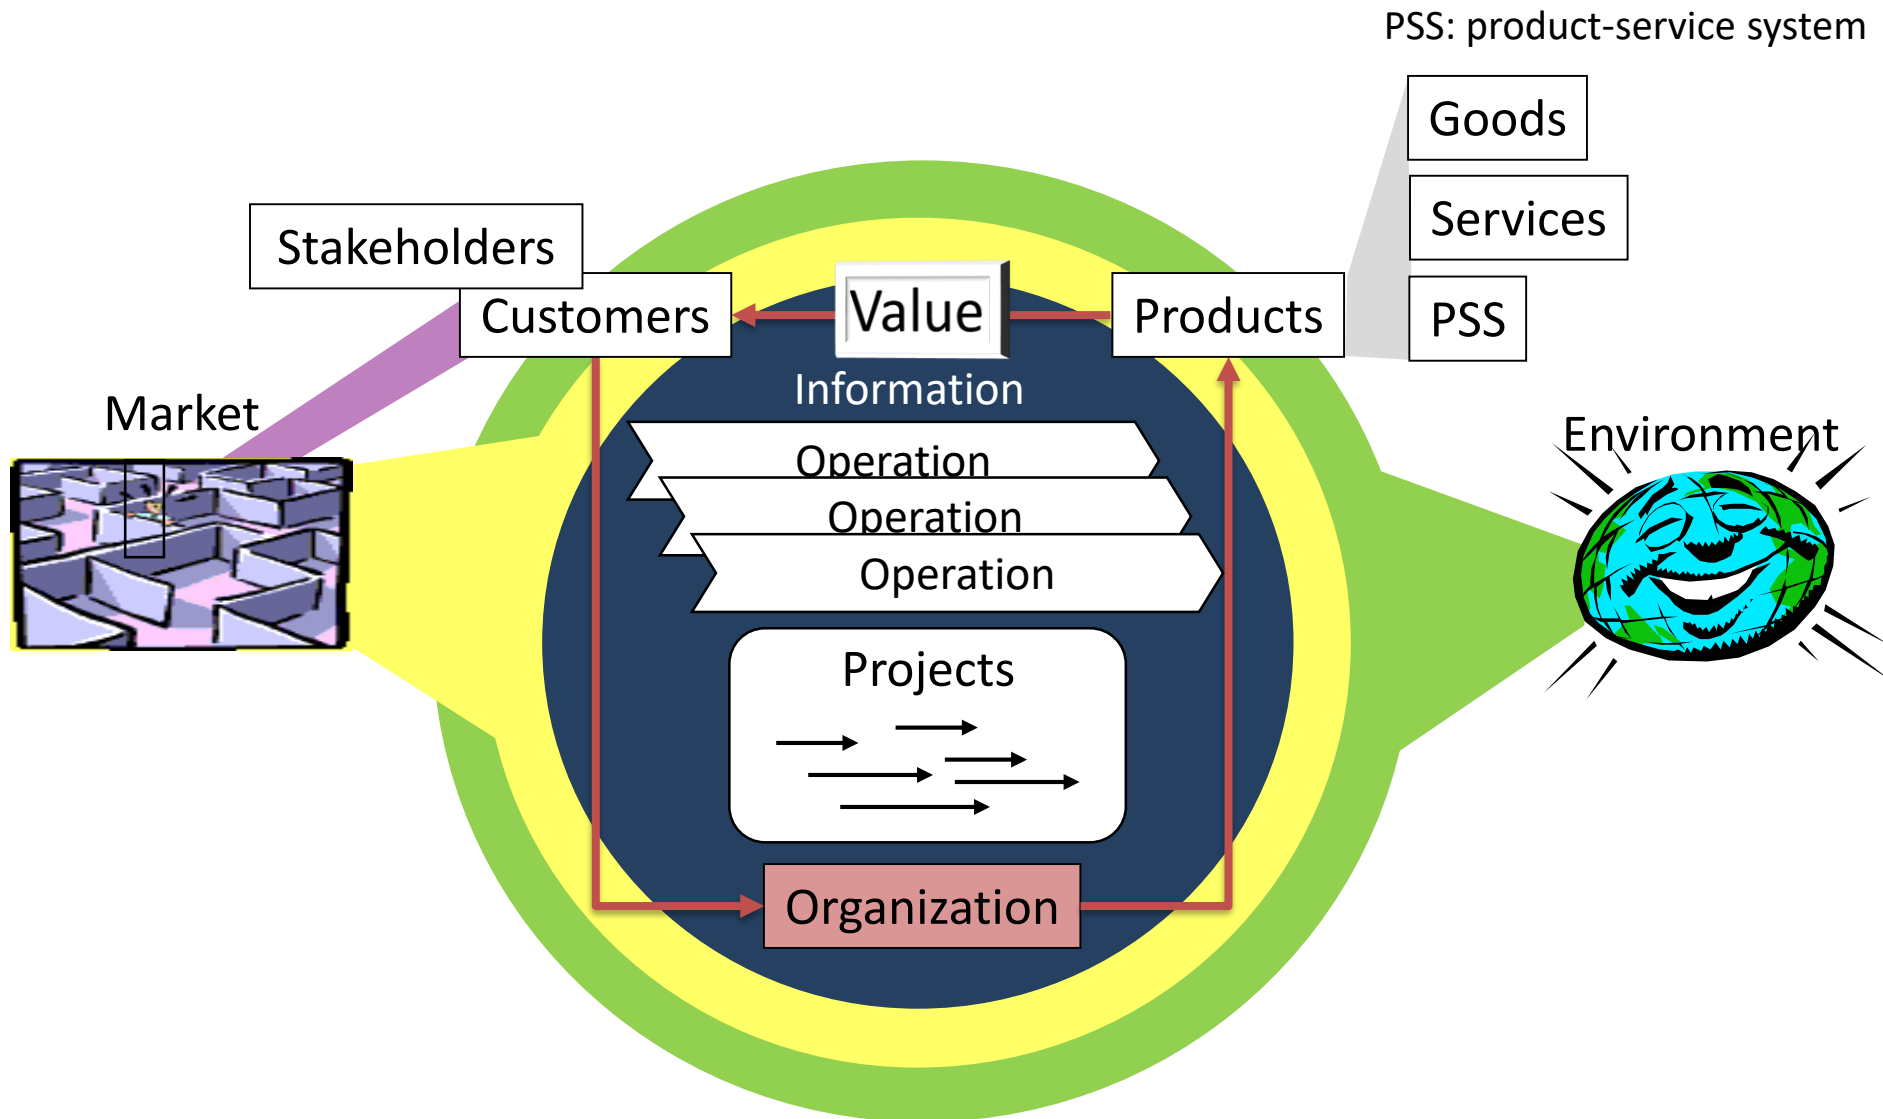 PSS: product-service system
Goods
Services
PSS
Stakeholders
Customers
Value
Products
Information
Market
Environment
Operation
Operation
Operation
Projects
Organization